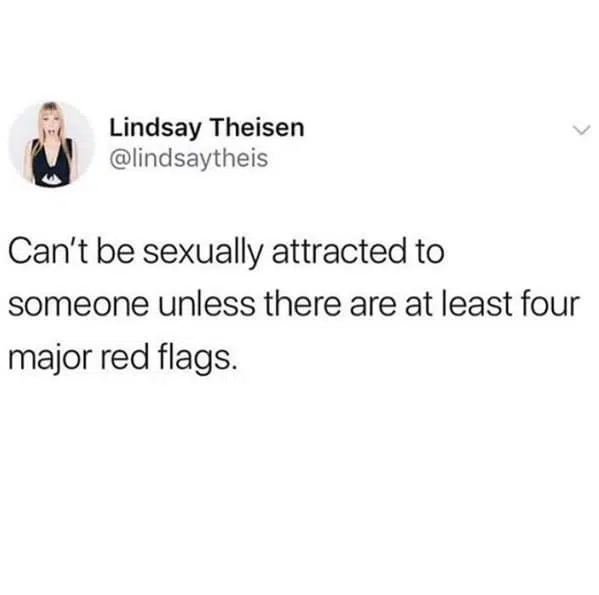 Lindsay Theisen
@lindsaytheis
Can't be sexually attracted to
someone unless there are at least four
major red flags.